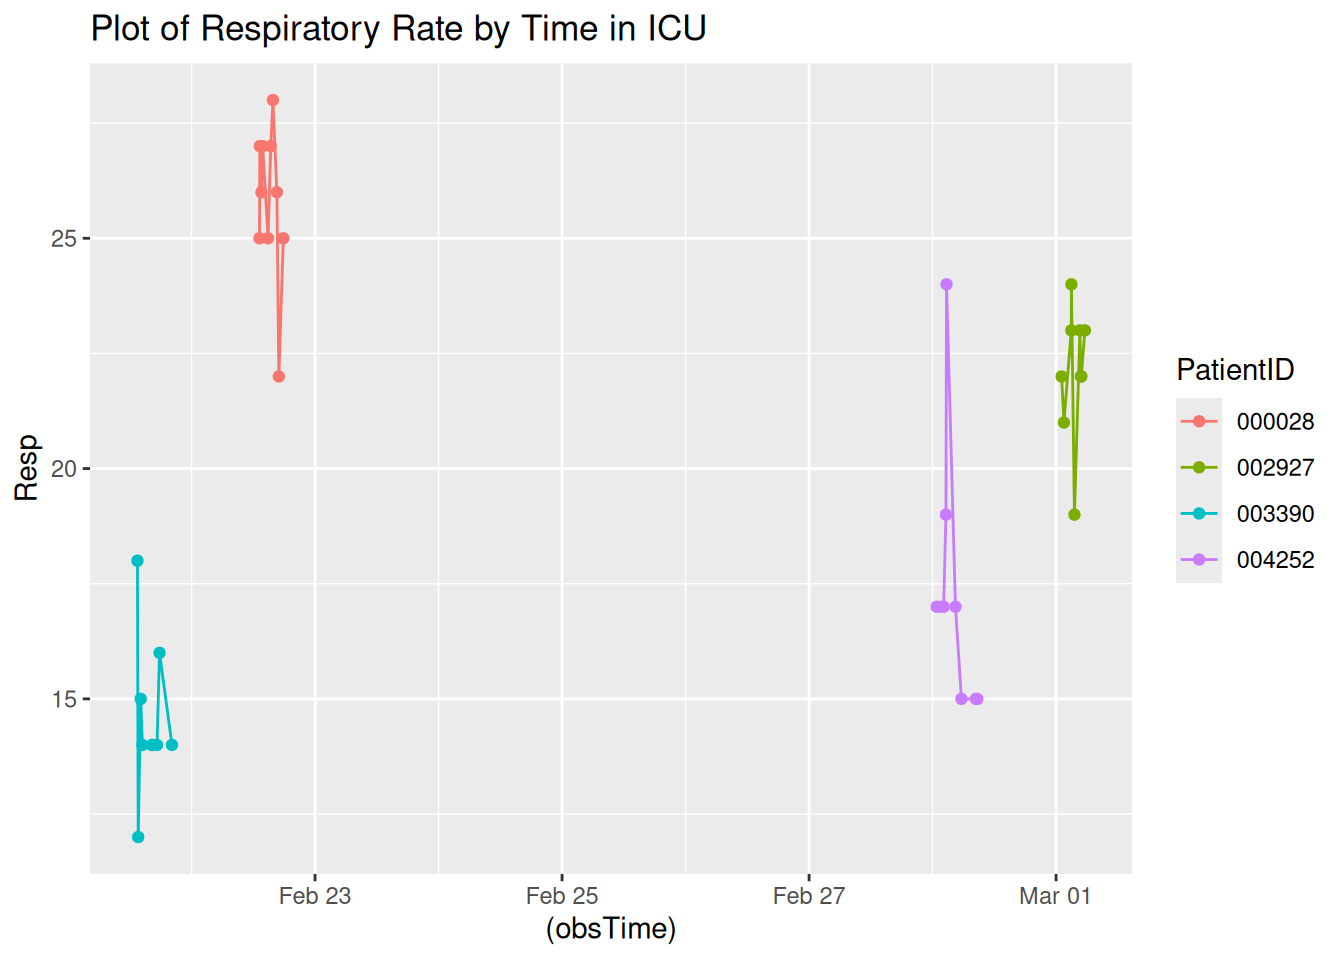 Plot of Respiratory Rate by Time in ICU
Resp
25
20
15
Feb 23
Feb 25
Feb 27
Mar 01
(obsTime)
PatientID
000028
002927
003390
004252